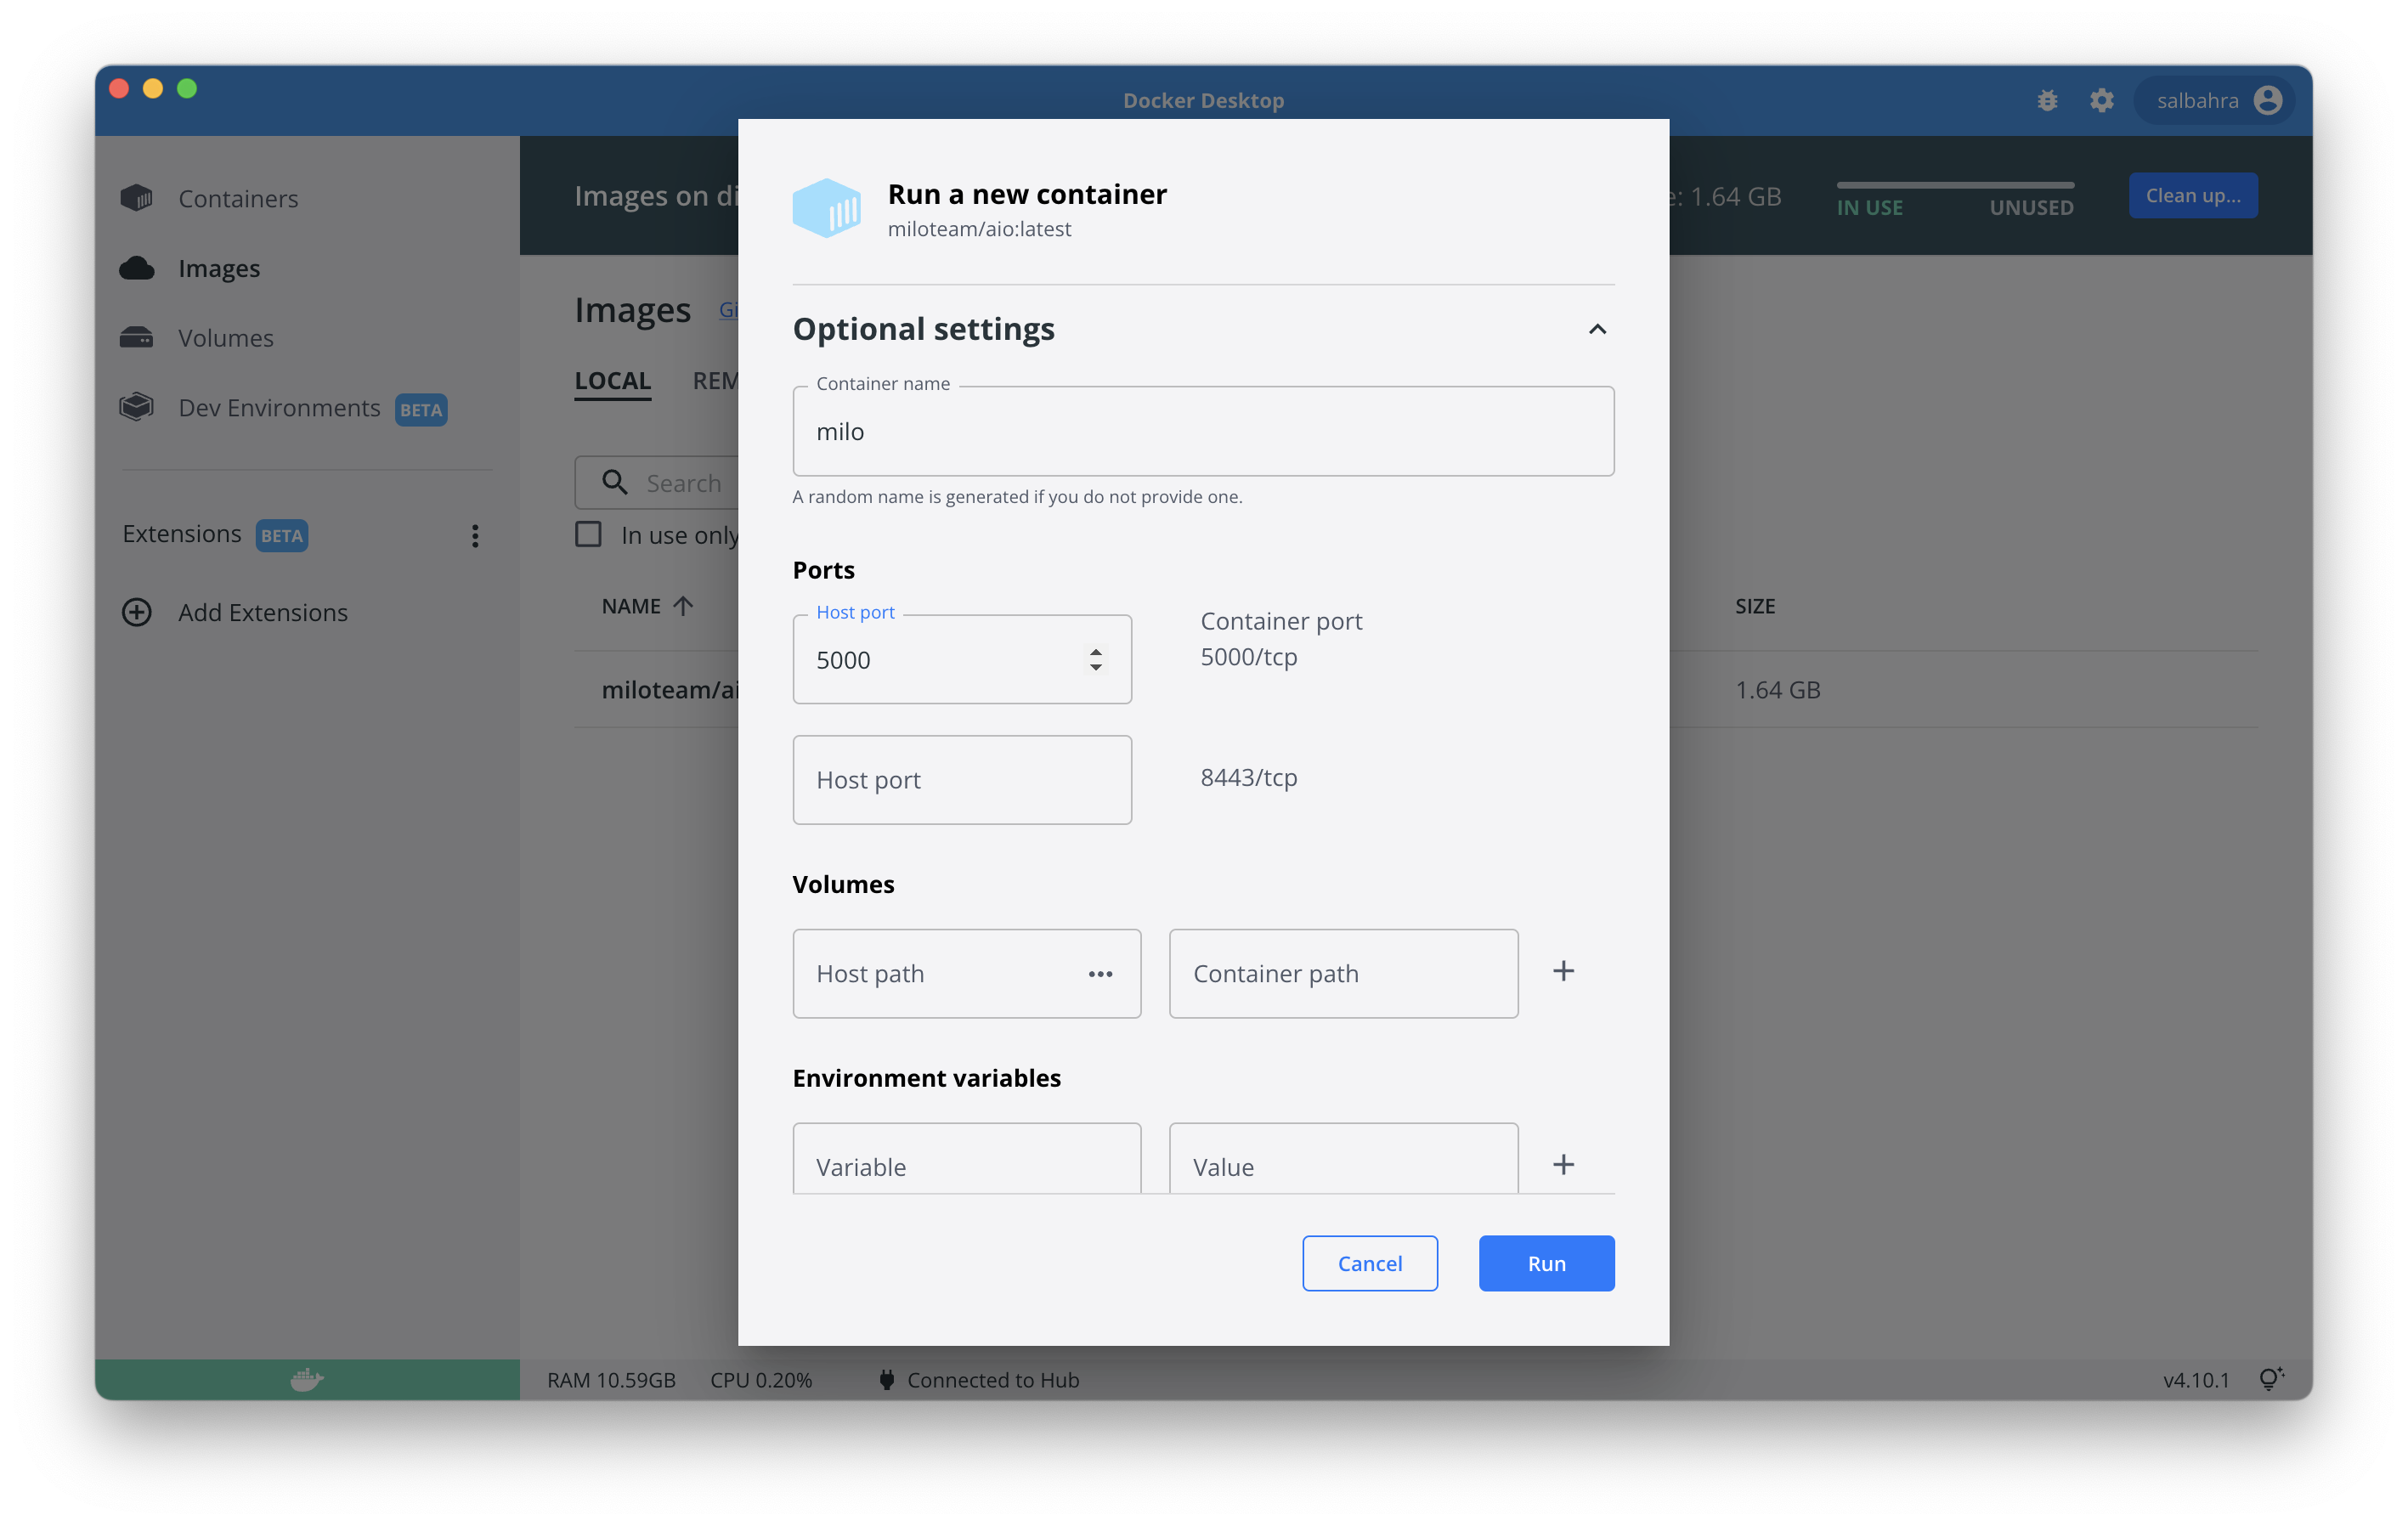 Docker Desktop
salbahra
Containers
Images
Volumes
Dev Environments BETA
Extensions BETA
Add Extensions
Images on di
e: 1.64 GB
IN USE UNUSED
Clean up...
Images Gi
LOCAL REM
Search
In use only
NAME SIZE
miloteam/ai 1.64 GB
Run a new container
miloteam/aio:latest
Optional settings
Container name
milo
A random name is generated if you do not provide one.
Ports
Host port
5000
Container port
5000/tcp
Host port 8443/tcp
Volumes
Host path ••• Container path +
Environment variables
Variable Value +
Cancel Run
RAM 10.59GB CPU 0.20% Connected to Hub v4.10.1